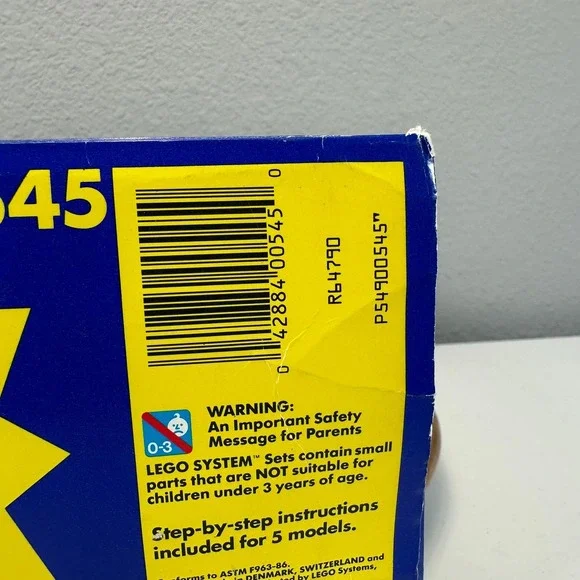 545
0 42884 00545 0
R64790
P54900545"
0-3
WARNING:
An Important Safety
Message for Parents
LEGO SYSTEM™ Sets contain small
parts that are NOT suitable for
children under 3 years of age.
Step-by-step instructions
included for 5 models.
Conforms to ASTM F963-86.
in DENMARK, SWITZERLAND and
by LEGO Systems,